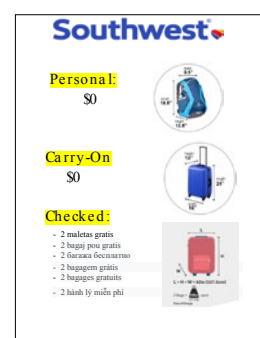 Southwest
Personal:
$0
Carry-On
$0
Checked:
- 2 maletas gratis
- 2 bagaj pou gratis
- 2 багажа бесплатно
- 2 bagagem grátis
- 2 bagages gratuits
- 2 hành lý miễn phí
L
H
W